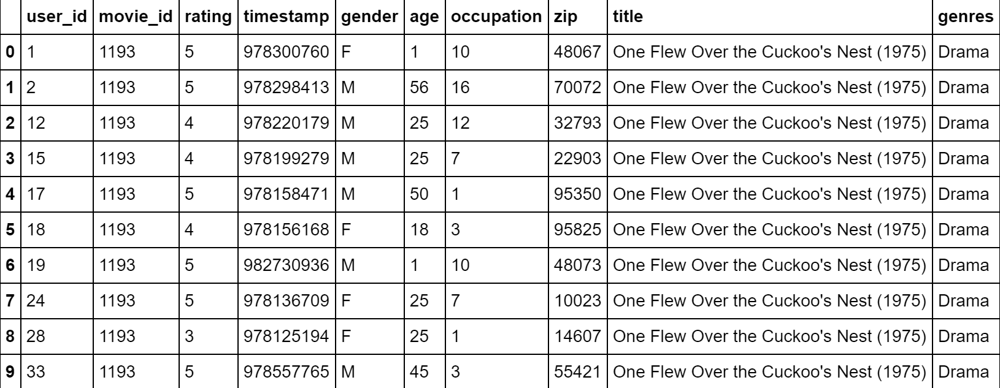 user_id movie_id rating timestamp gender age occupation zip title genres
0 1 1193 5 978300760 F 1 10 48067 One Flew Over the Cuckoo's Nest (1975) Drama
1 2 1193 5 978298413 M 56 16 70072 One Flew Over the Cuckoo's Nest (1975) Drama
2 12 1193 4 978220179 M 25 12 32793 One Flew Over the Cuckoo's Nest (1975) Drama
3 15 1193 4 978199279 M 25 7 22903 One Flew Over the Cuckoo's Nest (1975) Drama
4 17 1193 5 978158471 M 50 1 95350 One Flew Over the Cuckoo's Nest (1975) Drama
5 18 1193 4 978156168 F 18 3 95825 One Flew Over the Cuckoo's Nest (1975) Drama
6 19 1193 5 982730936 M 1 10 48073 One Flew Over the Cuckoo's Nest (1975) Drama
7 24 1193 5 978136709 F 25 7 10023 One Flew Over the Cuckoo's Nest (1975) Drama
8 28 1193 3 978125194 F 25 1 14607 One Flew Over the Cuckoo's Nest (1975) Drama
9 33 1193 5 978557765 M 45 3 55421 One Flew Over the Cuckoo's Nest (1975) Drama